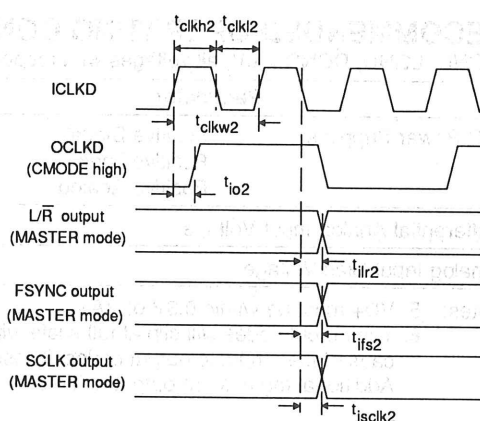 tclkh2 tclkl2
ICLKD
tclkw2
OCLKD
(CMODE high)
tio2
L/R̅ output
(MASTER mode)
tilr2
FSYNC output
(MASTER mode)
tifs2
SCLK output
(MASTER mode)
tisclk2